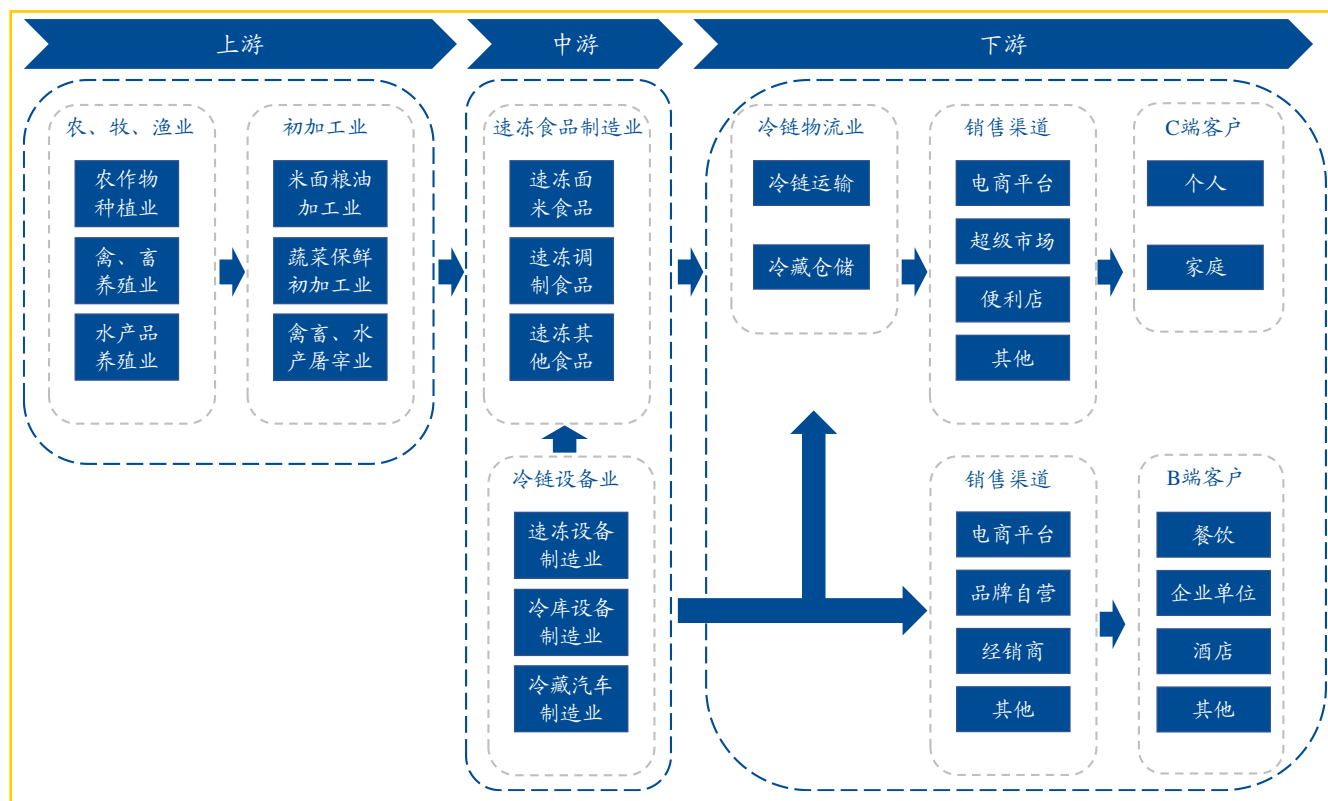 上游
中游
下游
农、牧、渔业
农作物
种植业
禽、畜
养殖业
水产品
养殖业
初加工业
米面粮油
加工业
蔬菜保鲜
初加工业
禽畜、水
产屠宰业
速冻食品制造业
速冻面
米食品
速冻调
制食品
速冻其
他食品
冷链设备业
速冻设备
制造业
冷库设备
制造业
冷藏汽车
制造业
冷链物流业
冷链运输
冷藏仓储
销售渠道
电商平台
超级市场
便利店
其他
C端客户
个人
家庭
销售渠道
电商平台
品牌自营
经销商
其他
B端客户
餐饮
企业单位
酒店
其他